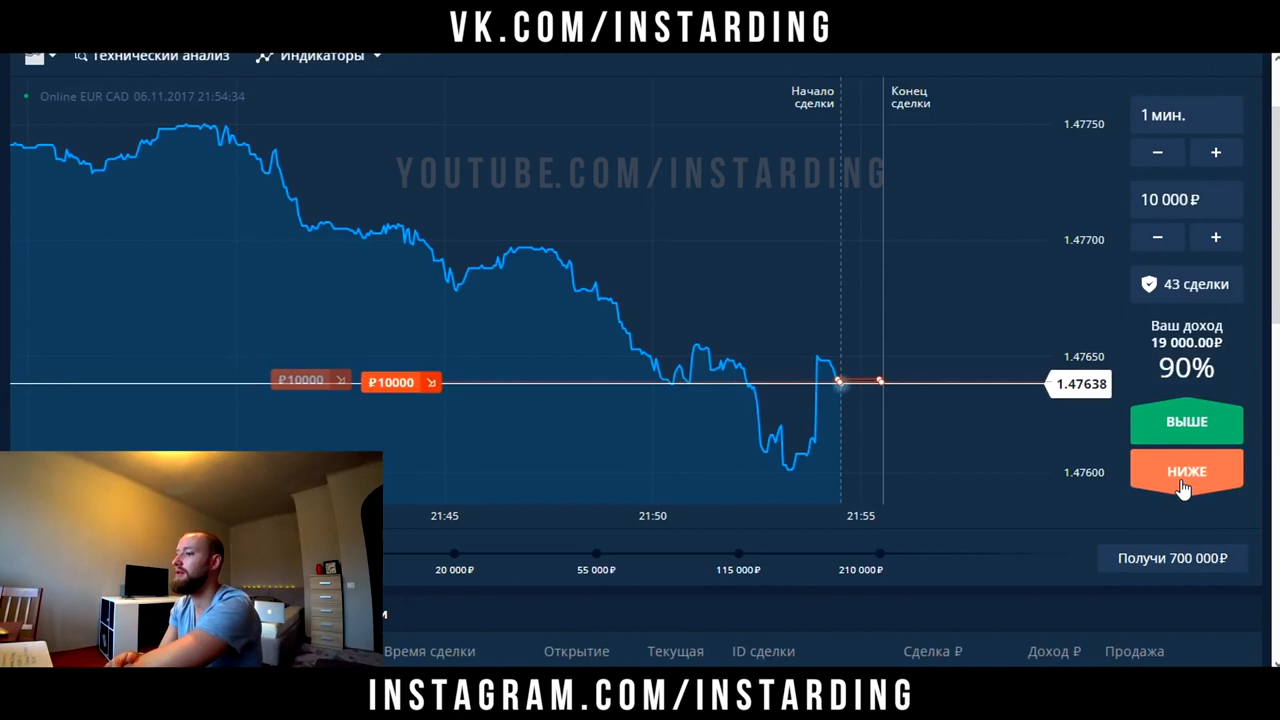 VK.COM/INSTARDING
Технический анализ
Индикаторы
Online EUR CAD 06.11.2017 21:54:34
Начало
сделки
Конец
сделки
1.47750
1 мин.
YOUTUBE.COM/INSTARDING
− +
10 000 ₽
− +
1.47700
43 сделки
Ваш доход
19 000.00₽
90%
1.47650
₽10000
₽10000
1.47638
ВЫШЕ
НИЖЕ
1.47600
21:45
21:50
21:55
20 000₽
55 000₽
115 000₽
210 000₽
Получи 700 000₽
и
Время сделки
Открытие
Текущая
ID сделки
Сделка ₽
Доход ₽
Продажа
INSTAGRAM.COM/INSTARDING